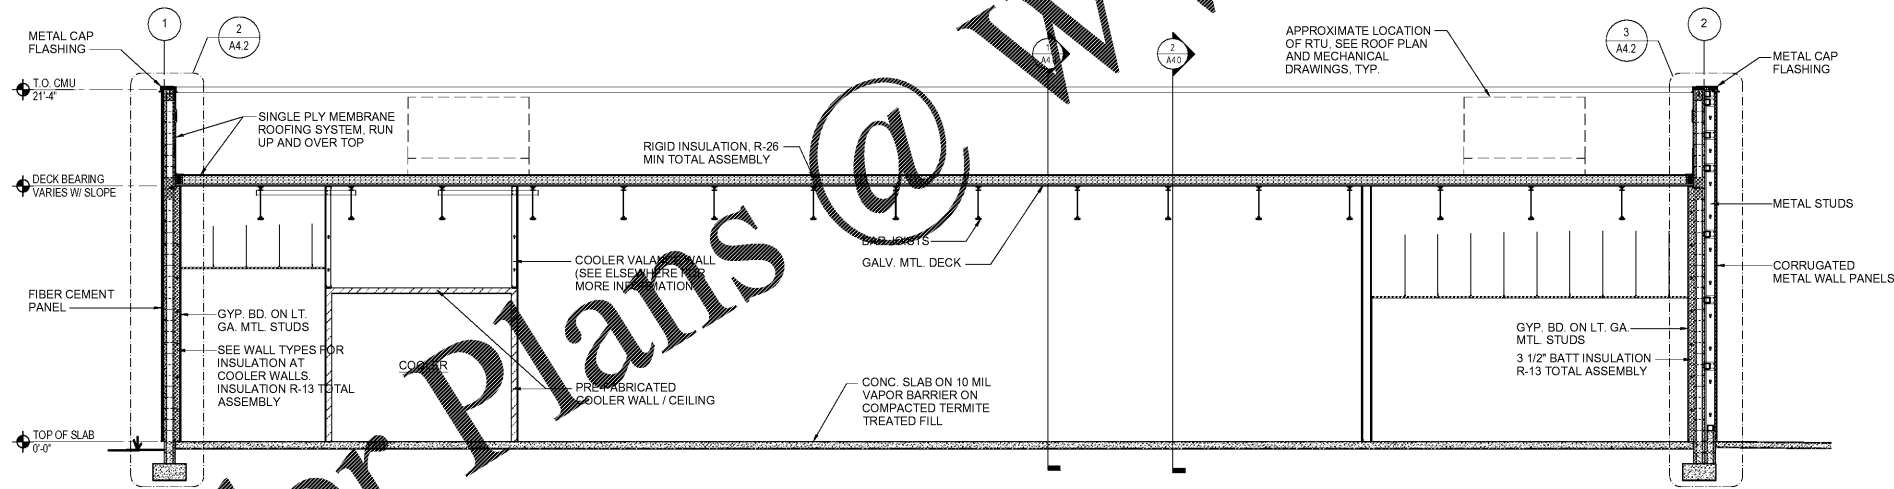 1
2
A4.2
METAL CAP
FLASHING
T.O. CMU
21'-4"
SINGLE PLY MEMBRANE
ROOFING SYSTEM, RUN
UP AND OVER TOP
DECK BEARING
VARIES W/ SLOPE
RIGID INSULATION, R-26
MIN TOTAL ASSEMBLY
@ w
1
2
A4.0
APPROXIMATE LOCATION
OF RTU, SEE ROOF PLAN
AND MECHANICAL
DRAWINGS, TYP.
3
A4.2
2
METAL CAP
FLASHING
BAR JOISTS
GALV. MTL. DECK
METAL STUDS
CORRUGATED
METAL WALL PANELS
COOLER VALANCE WALL
(SEE ELSEWHERE FOR
MORE INFORMATION
FIBER CEMENT
PANEL
GYP. BD. ON LT.
GA. MTL. STUDS
SEE WALL TYPES FOR
INSULATION AT
COOLER WALLS.
INSULATION R-13 TOTAL
ASSEMBLY
COOLER
PRE-FABRICATED
COOLER WALL / CEILING
CONC. SLAB ON 10 MIL
VAPOR BARRIER ON
COMPACTED TERMITE
TREATED FILL
GYP. BD. ON LT. GA.
MTL. STUDS
3 1/2" BATT INSULATION
R-13 TOTAL ASSEMBLY
TOP OF SLAB
0'-0"
or Plans